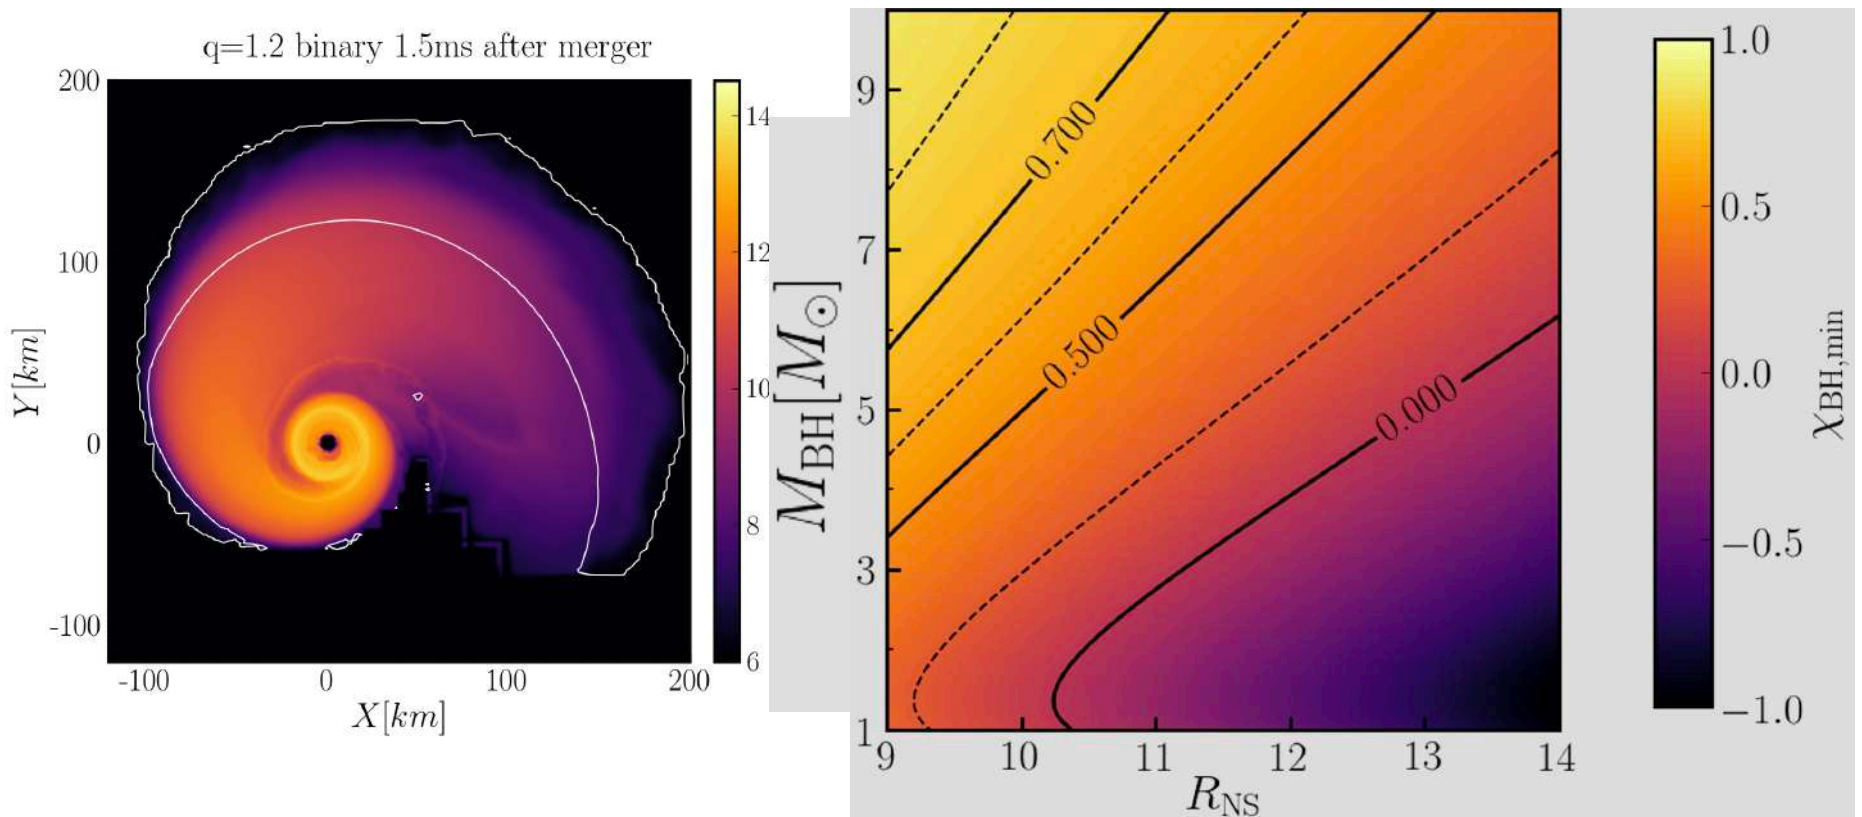 q=1.2 binary 1.5ms after merger
200
100
0
-100
Y[km]
-100 0 100 200
X[km]
14
12
10
8
6
M_BH[M_⊙]
9
7
5
3
1
0.700
0.500
0.000
9 10 11 12 13 14
R_NS
1.0
0.5
0.0
−0.5
−1.0
χ_BH,min